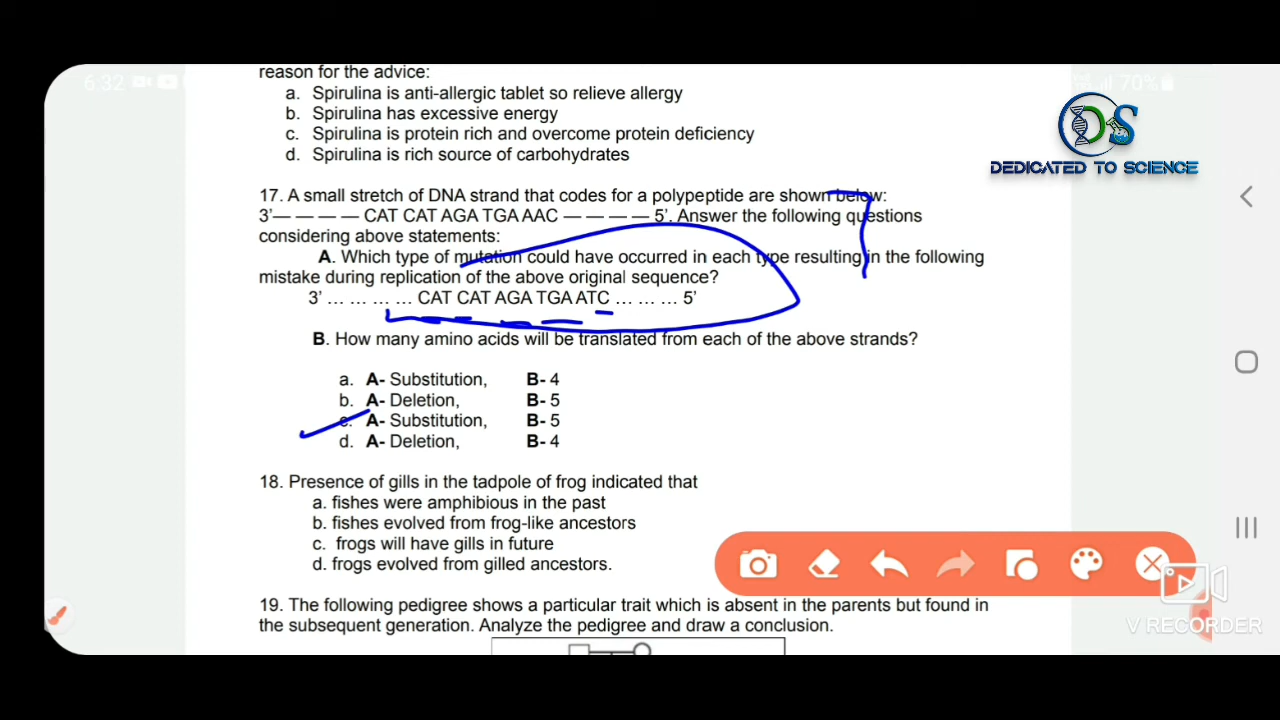 6:32
70%
reason for the advice:
a. Spirulina is anti-allergic tablet so relieve allergy
b. Spirulina has excessive energy
c. Spirulina is protein rich and overcome protein deficiency
d. Spirulina is rich source of carbohydrates
DS
DEDICATED TO SCIENCE
17. A small stretch of DNA strand that codes for a polypeptide are shown below:
3'— — — — CAT CAT AGA TGA AAC — — — — 5'. Answer the following questions
considering above statements:
A. Which type of mutation could have occurred in each type resulting in the following
mistake during replication of the above original sequence?
3' ... ... ... ... CAT CAT AGA TGA ATC ... ... ... 5'
B. How many amino acids will be translated from each of the above strands?
a. A- Substitution, B- 4
b. A- Deletion, B- 5
c. A- Substitution, B- 5
d. A- Deletion, B- 4
18. Presence of gills in the tadpole of frog indicated that
a. fishes were amphibious in the past
b. fishes evolved from frog-like ancestors
c. frogs will have gills in future
d. frogs evolved from gilled ancestors.
19. The following pedigree shows a particular trait which is absent in the parents but found in
the subsequent generation. Analyze the pedigree and draw a conclusion.
V RECORDER